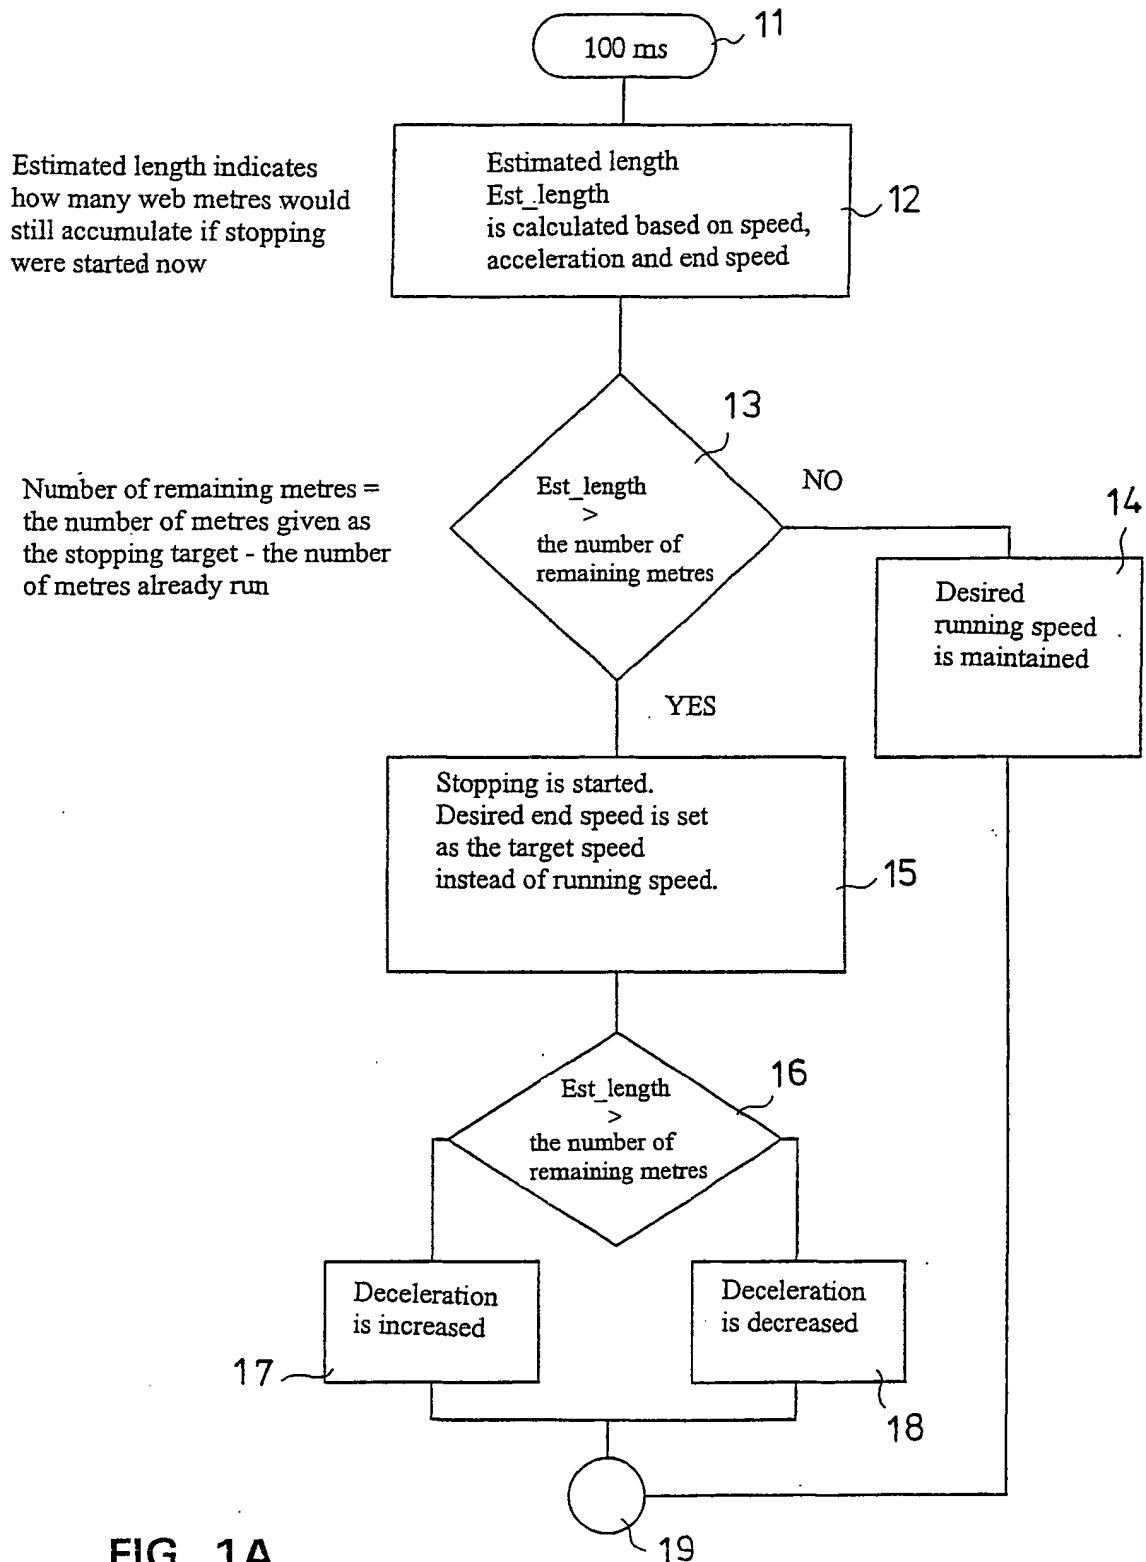 11
100 ms
Estimated length indicates
how many web metres would
still accumulate if stopping
were started now
Estimated length
Est_length
is calculated based on speed,
acceleration and end speed
12
13
Number of remaining metres =
the number of metres given as
the stopping target - the number
of metres already run
Est_length
>
the number of
remaining metres
NO
14
Desired
running speed
is maintained
YES
Stopping is started.
Desired end speed is set
as the target speed
instead of running speed.
15
16
Est_length
>
the number of
remaining metres
Deceleration
is increased
17
Deceleration
is decreased
18
19
FIG. 1A